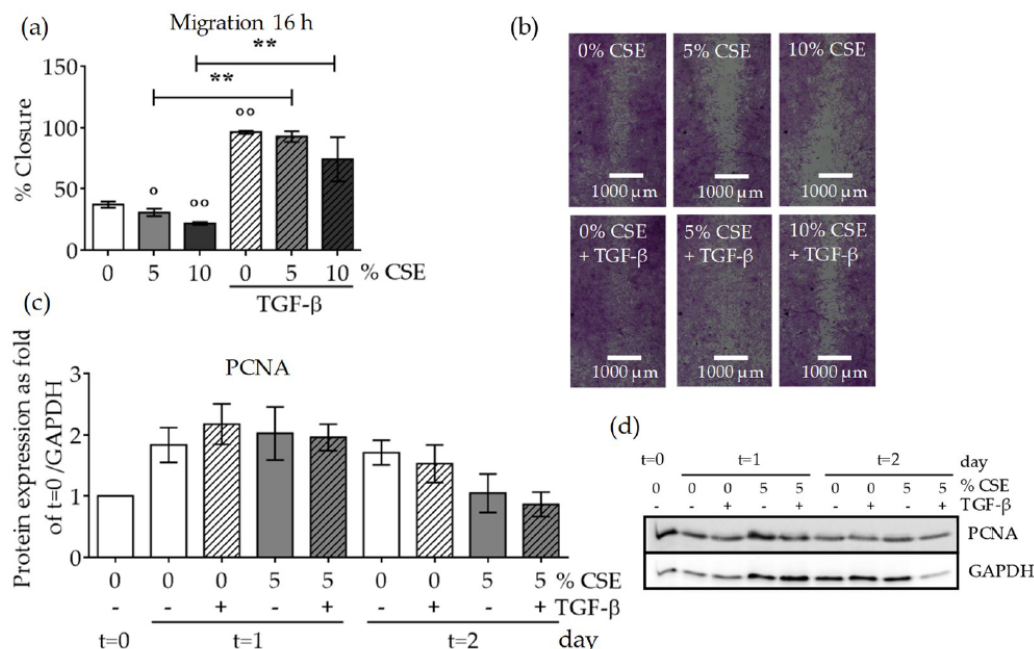 (a)
Migration 16 h
**
**
150
100
50
0
% Closure
o
oo
oo
0 5 10 0 5 10 % CSE
TGF-β
(b)
0% CSE
1000 µm
5% CSE
1000 µm
10% CSE
1000 µm
0% CSE
+ TGF-β
1000 µm
5% CSE
+ TGF-β
1000 µm
10% CSE
+ TGF-β
1000 µm
(c)
PCNA
Protein expression as fold
of t=0 /GAPDH
3
2
1
0
0 0 0 5 5 0 0 5 5 % CSE
- - + - + - + - + TGF-β
t=0 t=1 t=2 day
(d)
t=0 t=1 t=2 day
0 0 0 5 5 0 0 5 5 % CSE
- - + - + - + - + TGF-β
PCNA
GAPDH